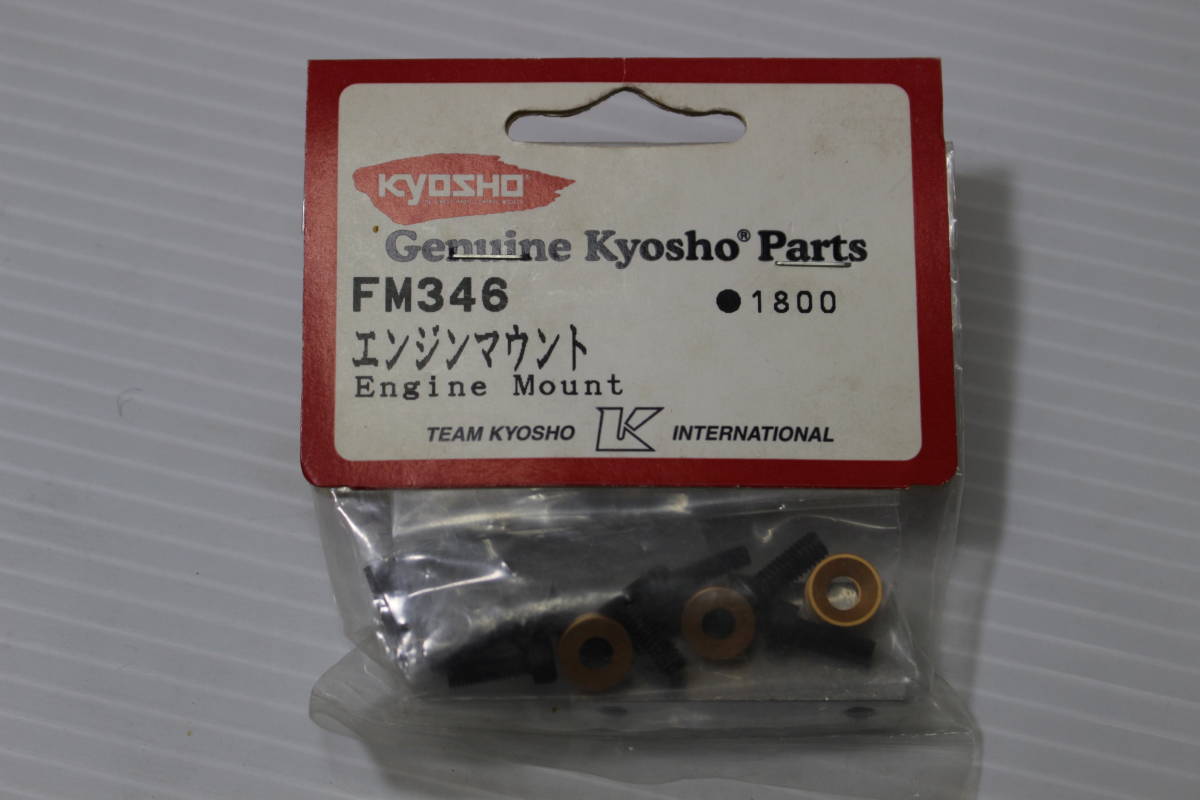 KYOSHO
Genuine Kyosho® Parts
FM346 ●1800
エンジンマウント
Engine Mount
TEAM KYOSHO K INTERNATIONAL